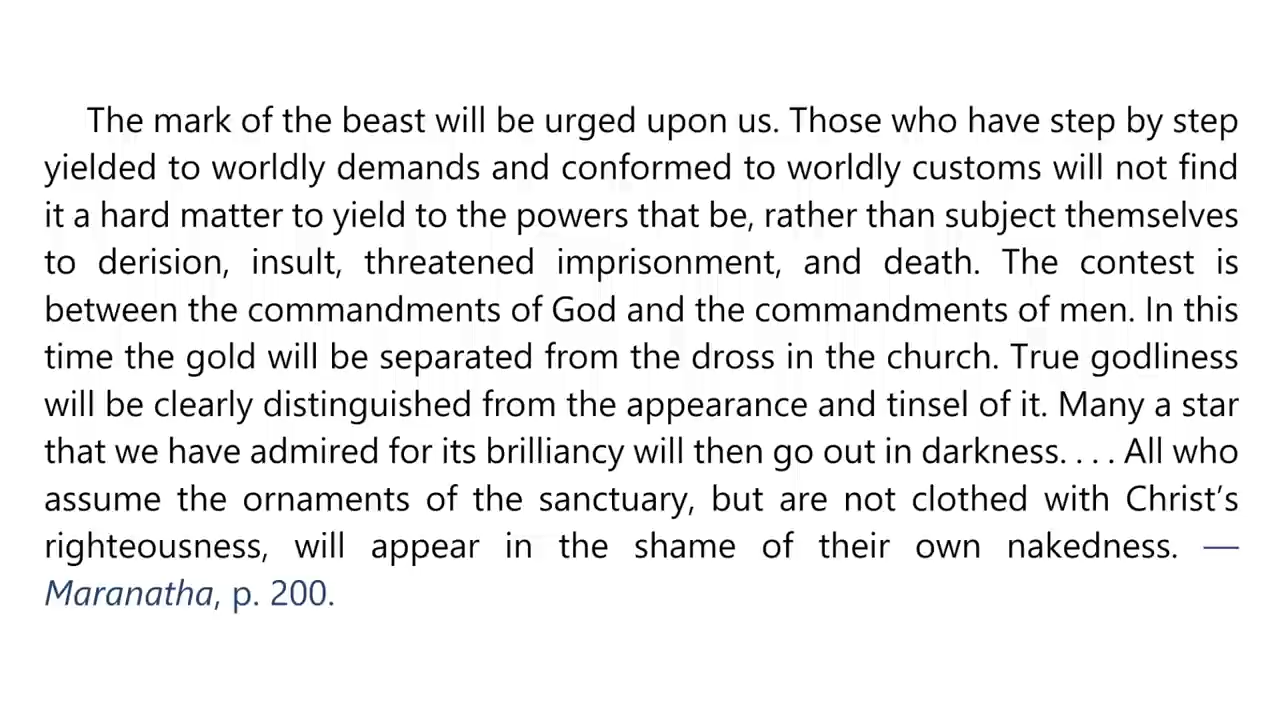 The mark of the beast will be urged upon us. Those who have step by step
yielded to worldly demands and conformed to worldly customs will not find
it a hard matter to yield to the powers that be, rather than subject themselves
to derision, insult, threatened imprisonment, and death. The contest is
between the commandments of God and the commandments of men. In this
time the gold will be separated from the dross in the church. True godliness
will be clearly distinguished from the appearance and tinsel of it. Many a star
that we have admired for its brilliancy will then go out in darkness. . . . All who
assume the ornaments of the sanctuary, but are not clothed with Christ’s
righteousness, will appear in the shame of their own nakedness. —
Maranatha, p. 200.